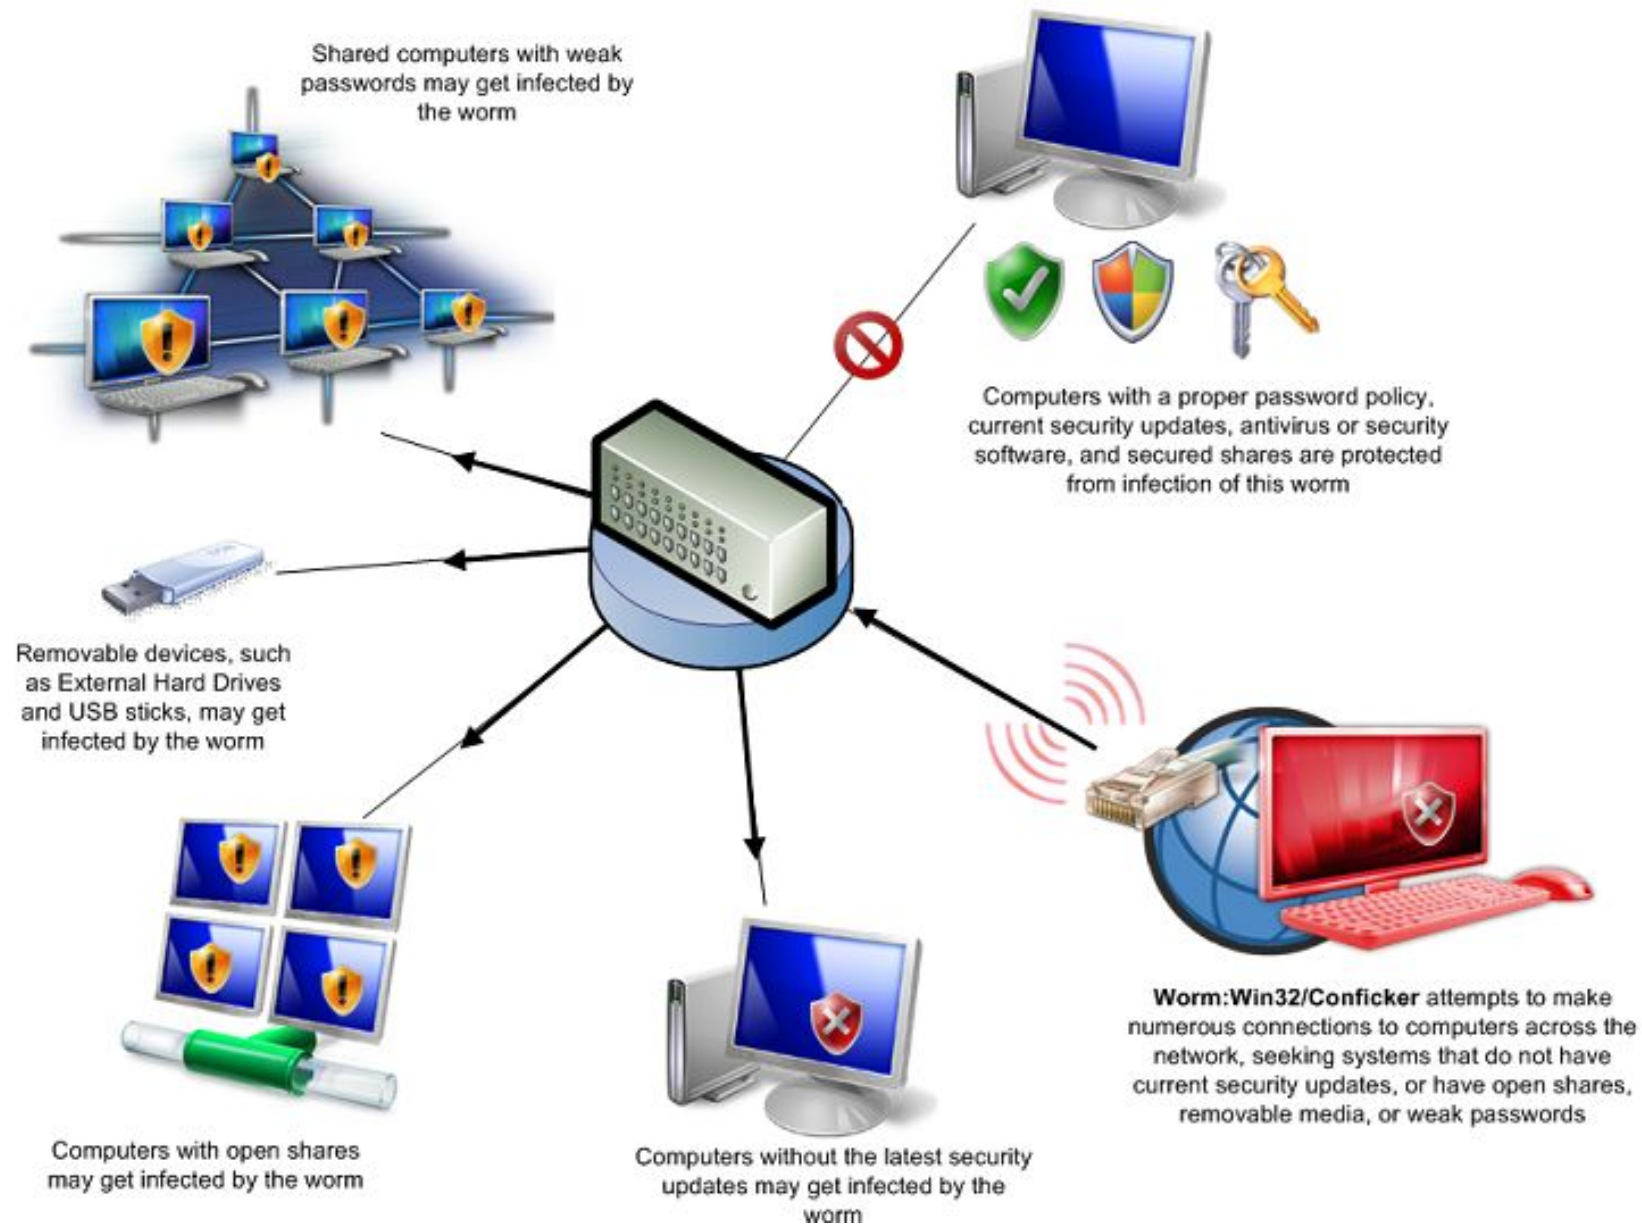 Shared computers with weak
passwords may get infected by
the worm
Computers with a proper password policy,
current security updates, antivirus or security
software, and secured shares are protected
from infection of this worm
Removable devices, such
as External Hard Drives
and USB sticks, may get
infected by the worm
Worm:Win32/Conficker attempts to make
numerous connections to computers across the
network, seeking systems that do not have
current security updates, or have open shares,
removable media, or weak passwords
Computers with open shares
may get infected by the worm
Computers without the latest security
updates may get infected by the
worm